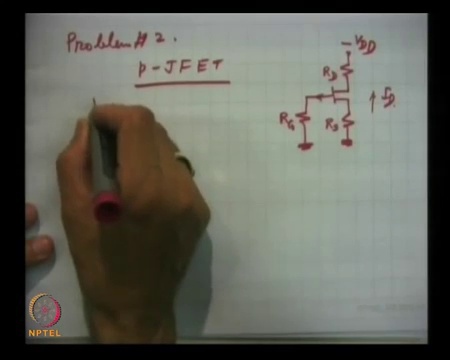 Problem # 2.
P-JFET
-VDD
RD
ID
RG
RS
NPTEL